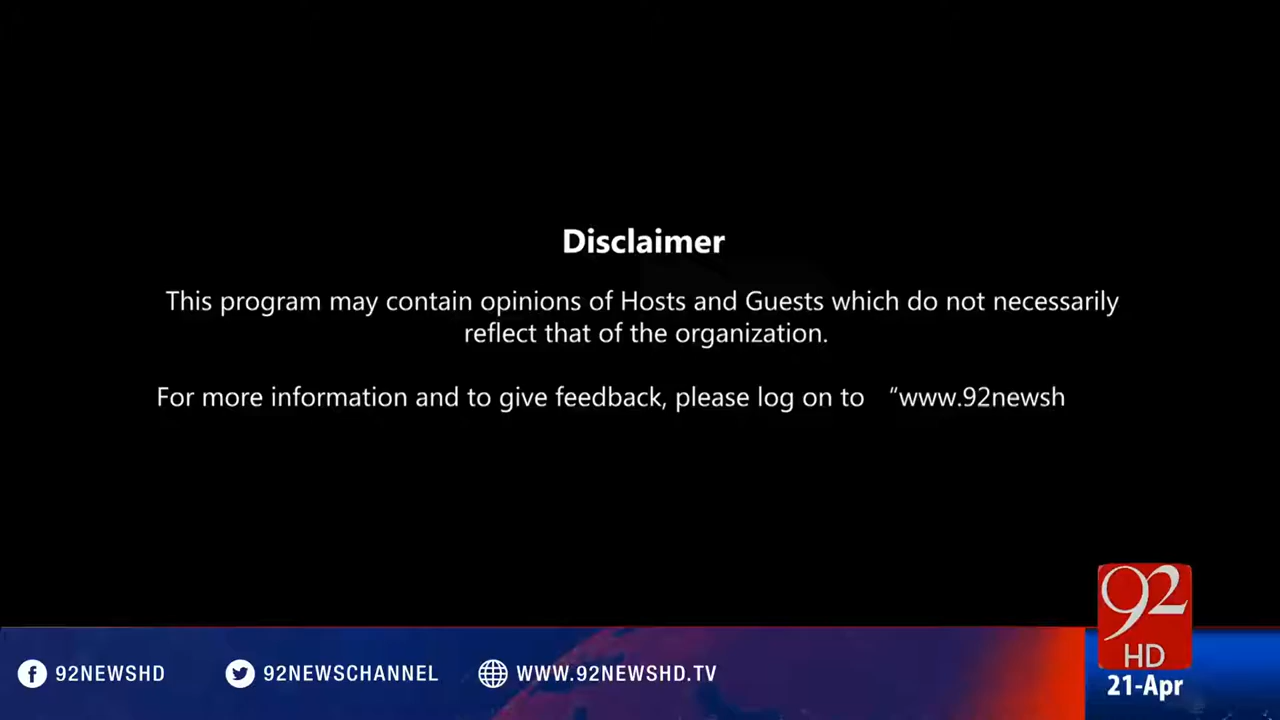 Disclaimer
This program may contain opinions of Hosts and Guests which do not necessarily
reflect that of the organization.
For more information and to give feedback, please log on to “www.92newsh
92
HD
f 92NEWSHD
92NEWSCHANNEL
WWW.92NEWSHD.TV
21-Apr